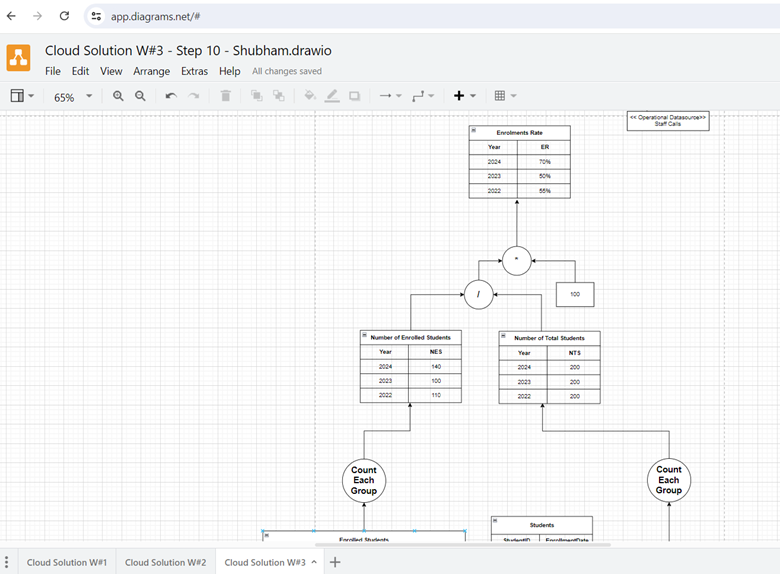 app.diagrams.net/#
Cloud Solution W#3 - Step 10 - Shubham.drawio
File Edit View Arrange Extras Help All changes saved
65%
<< Operational Datasource>>
Staff Calls
Enrolments Rate
Year ER
2024 70%
2023 50%
2022 55%
*
/
100
Number of Enrolled Students
Year NES
2024 140
2023 100
2022 110
Number of Total Students
Year NTS
2024 200
2023 200
2022 200
Count
Each
Group
Count
Each
Group
Students
Enrolled Students
StudentID EnrollmentDate
Cloud Solution W#1 Cloud Solution W#2 Cloud Solution W#3